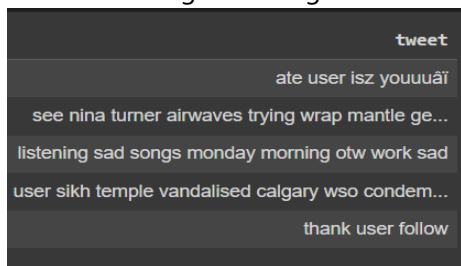 tweet
ate user isz youuuâï
see nina turner airwaves trying wrap mantle ge...
listening sad songs monday morning otw work sad
user sikh temple vandalised calgary wso condem...
thank user follow